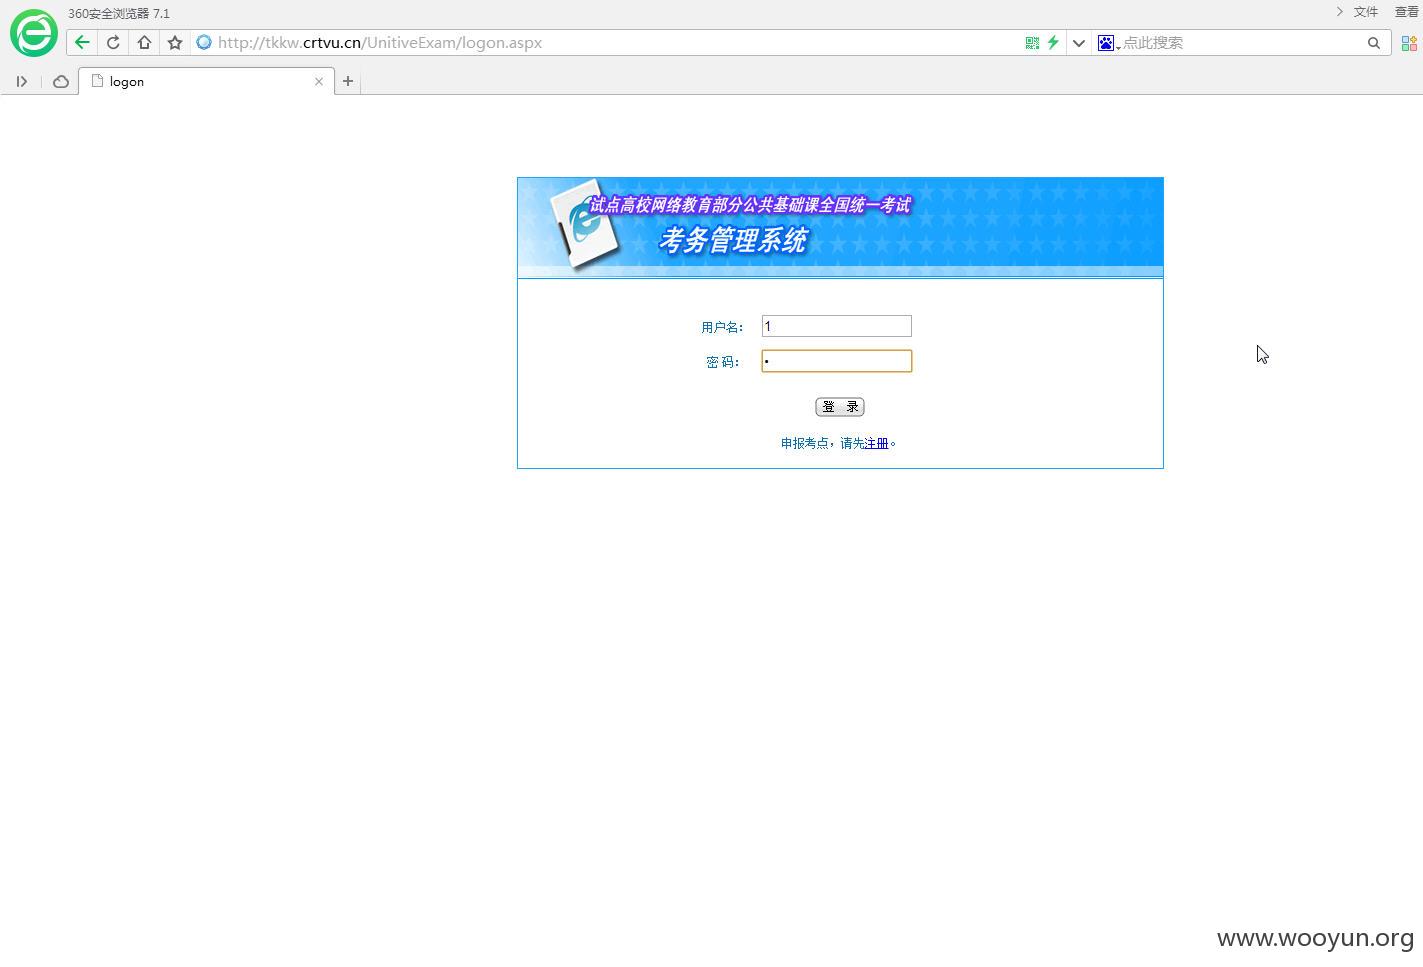 360安全浏览器 7.1
文件 查看
http://tkkw.crtvu.cn/UnitiveExam/logon.aspx
点此搜索
logon
试点高校网络教育部分公共基础课全国统一考试
考务管理系统
用户名：
1
密 码：
•
登 录
申报考点，请先注册。
www.wooyun.org